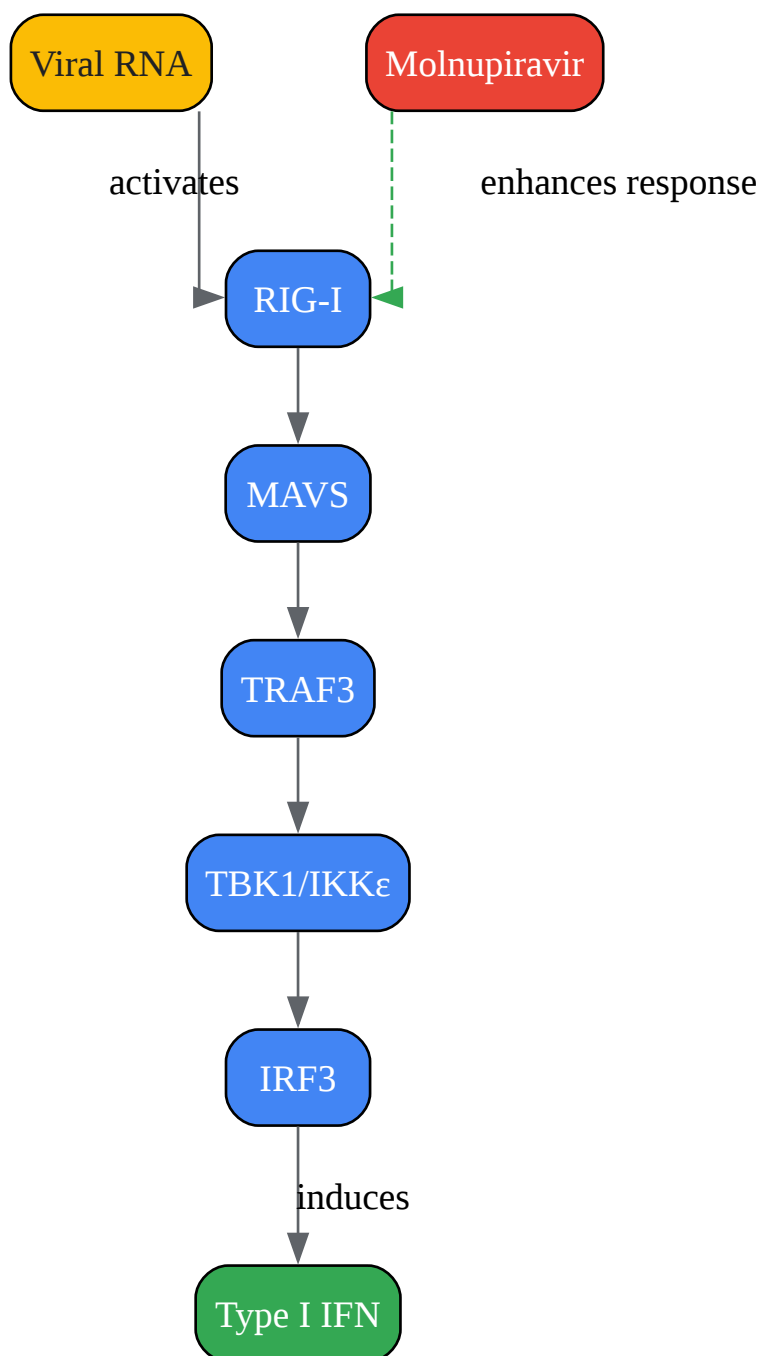 Viral RNA
Molnupiravir
activates
enhances response
RIG-I
MAVS
TRAF3
TBK1/IKKε
IRF3
induces
Type I IFN